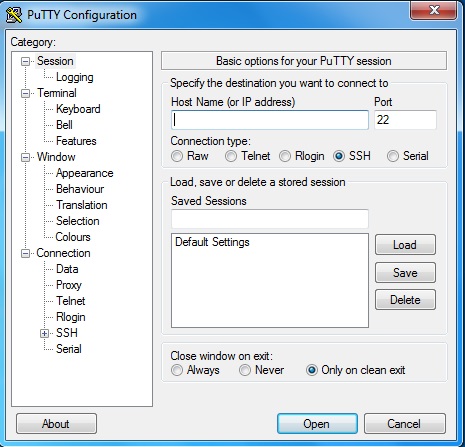 PuTTY Configuration
Category:
Session
Logging
Terminal
Keyboard
Bell
Features
Window
Appearance
Behaviour
Translation
Selection
Colours
Connection
Data
Proxy
Telnet
Rlogin
SSH
Serial
Basic options for your PuTTY session
Specify the destination you want to connect to
Host Name (or IP address) Port
22
Connection type:
Raw Telnet Rlogin SSH Serial
Load, save or delete a stored session
Saved Sessions
Default Settings
Load
Save
Delete
Close window on exit:
Always Never Only on clean exit
About Open Cancel